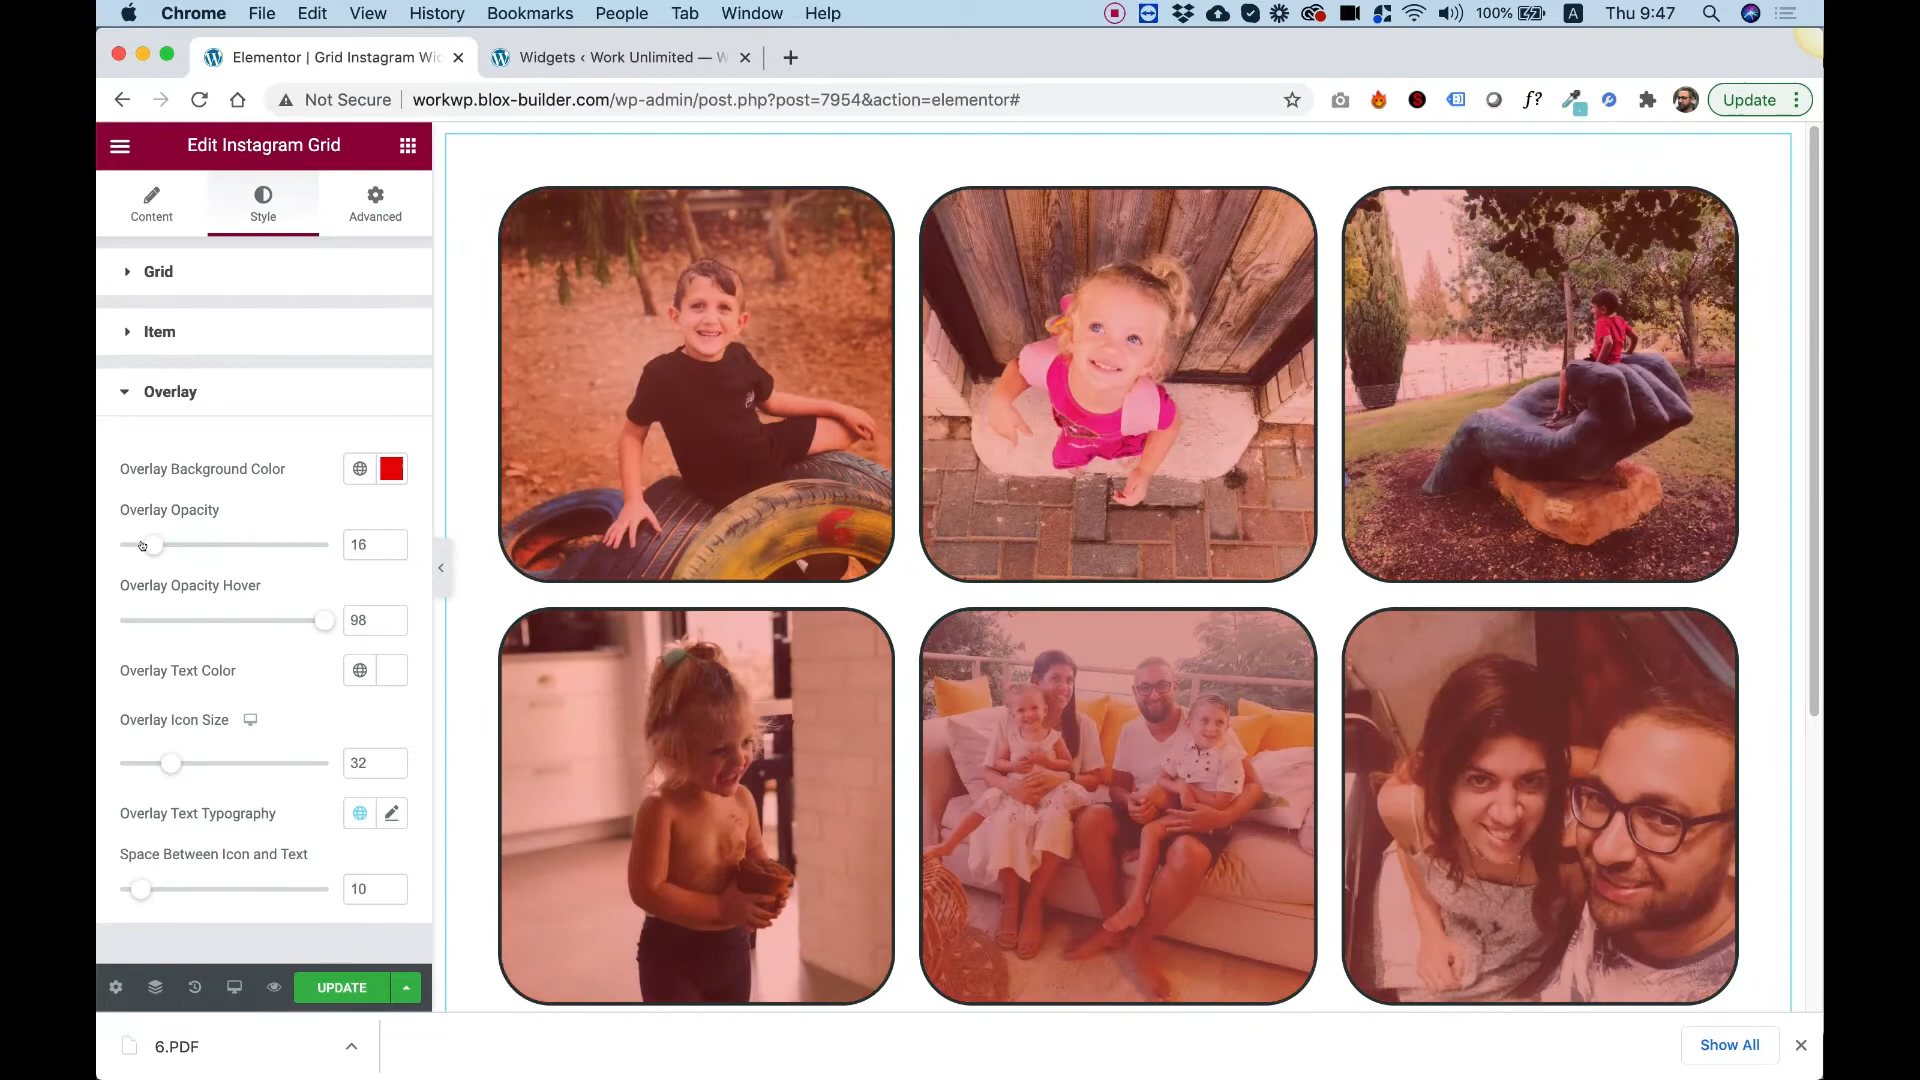 Chrome File Edit View History Bookmarks People Tab Window Help 100% A Thu 9:47
Elementor | Grid Instagram Wid Widgets ‹ Work Unlimited — W
Not Secure workwp.blox-builder.com/wp-admin/post.php?post=7954&action=elementor# f? Update
Edit Instagram Grid
Content Style Advanced
Grid
Item
Overlay
Overlay Background Color
Overlay Opacity
16
Overlay Opacity Hover
98
Overlay Text Color
Overlay Icon Size
32
Overlay Text Typography
Space Between Icon and Text
10
UPDATE
6.PDF Show All